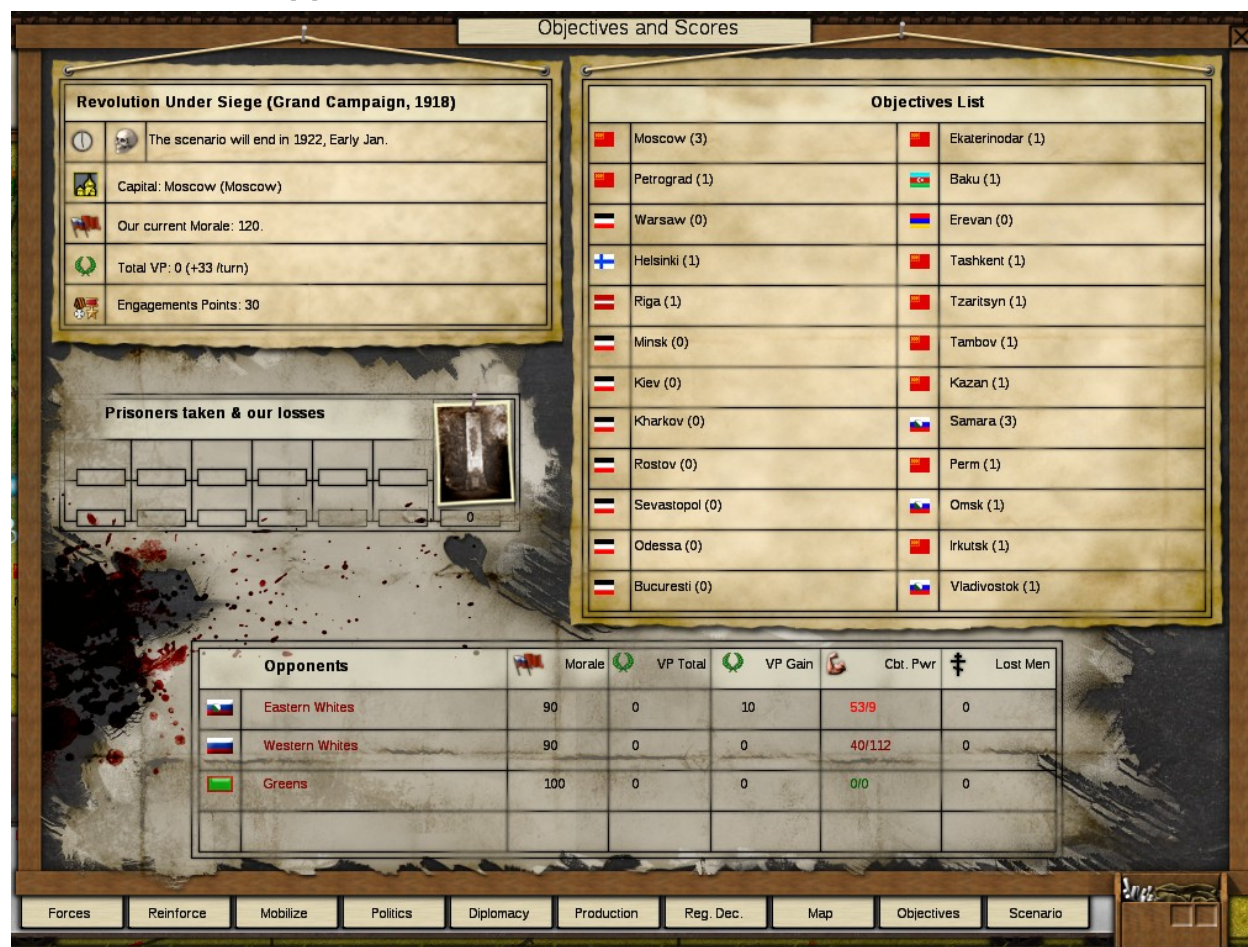 Objectives and Scores
Revolution Under Siege (Grand Campaign, 1918)
The scenario will end in 1922, Early Jan.
Capital: Moscow (Moscow)
Our current Morale: 120.
Total VP: 0 (+33 /turn)
Engagements Points: 30
Prisoners taken & our losses
0
Objectives List
Moscow (3) Ekaterinodar (1)
Petrograd (1) Baku (1)
Warsaw (0) Erevan (0)
Helsinki (1) Tashkent (1)
Riga (1) Tzaritsyn (1)
Minsk (0) Tambov (1)
Kiev (0) Kazan (1)
Kharkov (0) Samara (3)
Rostov (0) Perm (1)
Sevastopol (0) Omsk (1)
Odessa (0) Irkutsk (1)
Bucuresti (0) Vladivostok (1)
Opponents Morale VP Total VP Gain Cbt. Pwr Lost Men
Eastern Whites 90 0 10 53/9 0
Western Whites 90 0 0 40/112 0
Greens 100 0 0 0/0 0
Forces Reinforce Mobilize Politics Diplomacy Production Reg. Dec. Map Objectives Scenario